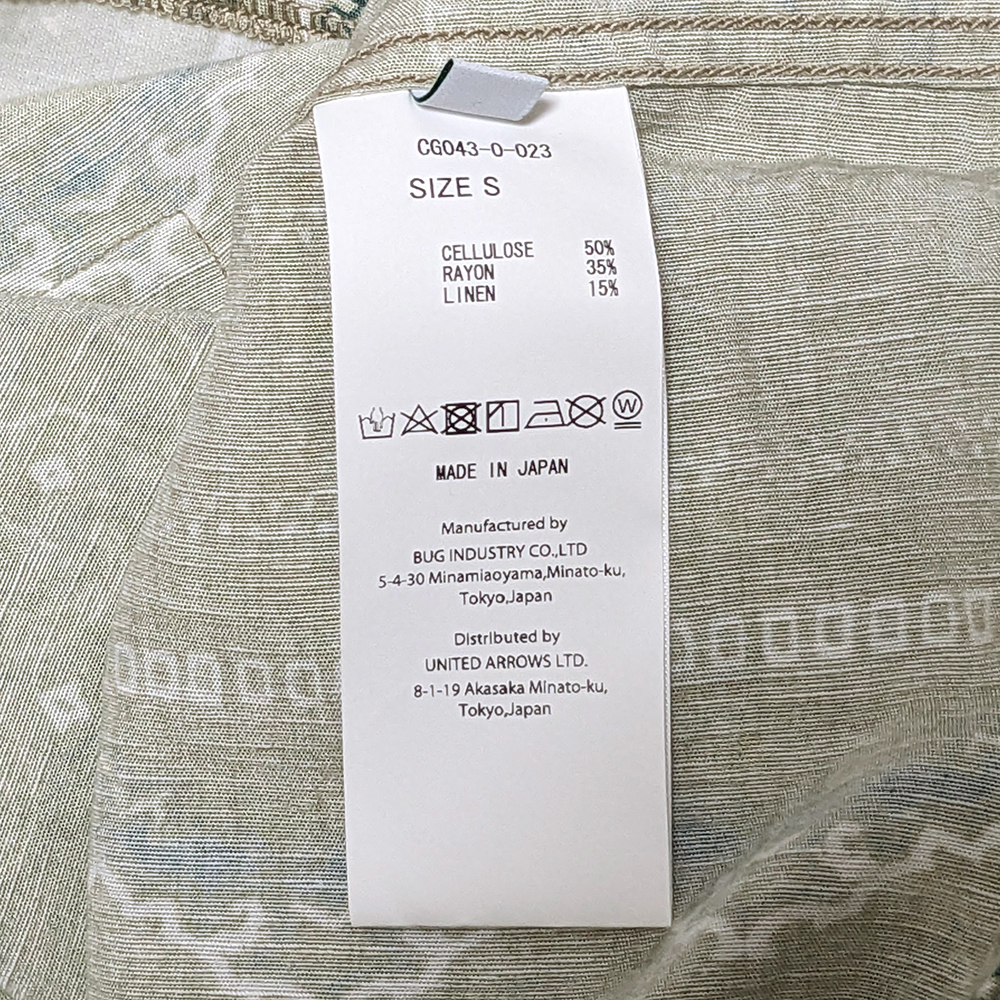 CG043-0-023
SIZE S
CELLULOSE 50%
RAYON 35%
LINEN 15%
W
MADE IN JAPAN
Manufactured by
BUG INDUSTRY CO.,LTD
5-4-30 Minamiaoyama,Minato-ku,
Tokyo,Japan
Distributed by
UNITED ARROWS LTD.
8-1-19 Akasaka Minato-ku,
Tokyo,Japan